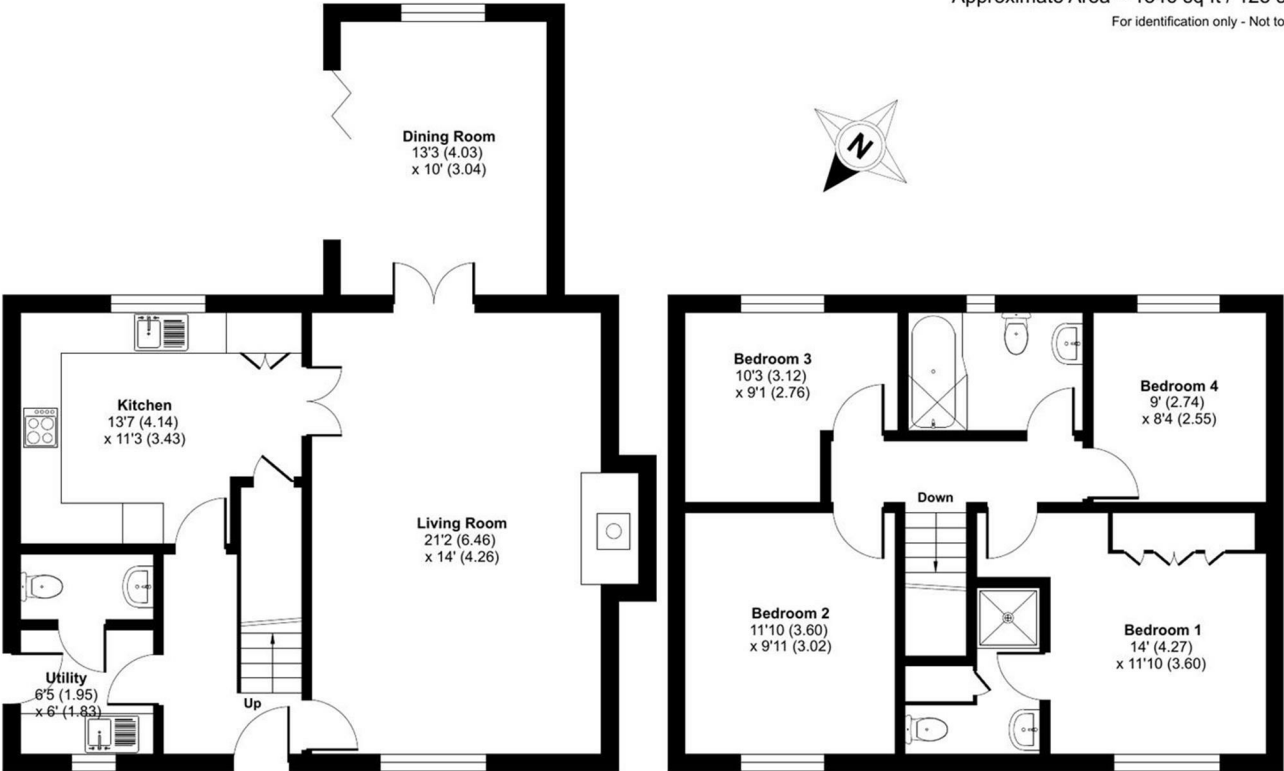 For identification only - Not to
Dining Room
13'3 (4.03)
x 10' (3.04)
N
Kitchen
13'7 (4.14)
x 11'3 (3.43)
Living Room
21'2 (6.46)
x 14' (4.26)
Utility
6'5 (1.95)
x 6' (1.83)
Up
Bedroom 3
10'3 (3.12)
x 9'1 (2.76)
Bedroom 4
9' (2.74)
x 8'4 (2.55)
Down
Bedroom 2
11'10 (3.60)
x 9'11 (3.02)
Bedroom 1
14' (4.27)
x 11'10 (3.60)